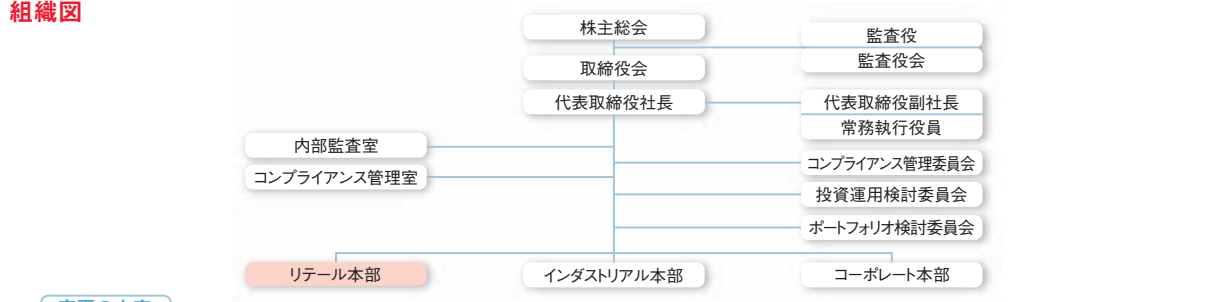 組織図
株主総会
監査役
監査役会
取締役会
代表取締役社長
代表取締役副社長
常務執行役員
内部監査室
コンプライアンス管理室
コンプライアンス管理委員会
投資運用検討委員会
ポートフォリオ検討委員会
リテール本部
インダストリアル本部
コーポレート本部